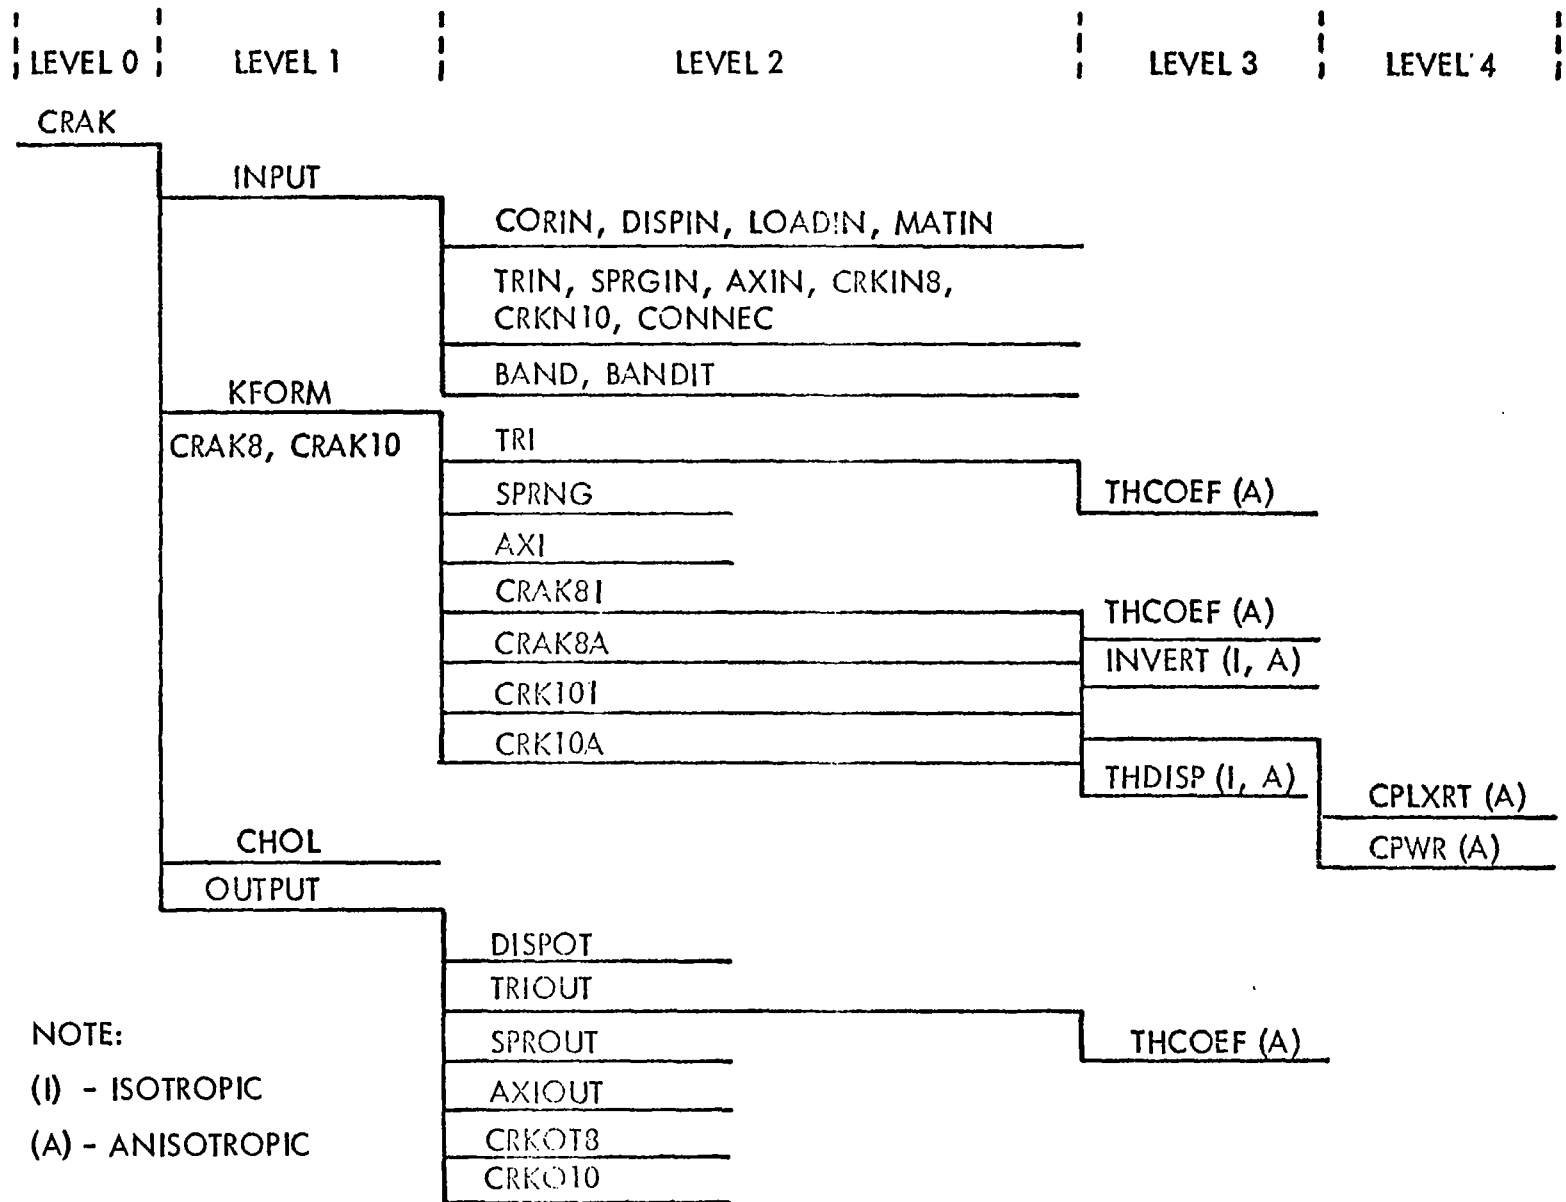 LEVEL 0 LEVEL 1 LEVEL 2 LEVEL 3 LEVEL 4
CRAK
INPUT
CORIN, DISPIN, LOADIN, MATIN
TRIN, SPRGIN, AXIN, CRKIN8,
CRKN10, CONNEC
BAND, BANDIT
KFORM
CRAK8, CRAK10
TRI
SPRNG
THCOEF (A)
AXI
CRAK8I
THCOEF (A)
CRAK8A
INVERT (I, A)
CRK10I
CRK10A
THDISP (I, A)
CPLXRT (A)
CPWR (A)
CHOL
OUTPUT
DISPOT
TRIOUT
SPROUT
THCOEF (A)
AXIOUT
CRKOT8
CRKO10
NOTE:
(I) - ISOTROPIC
(A) - ANISOTROPIC